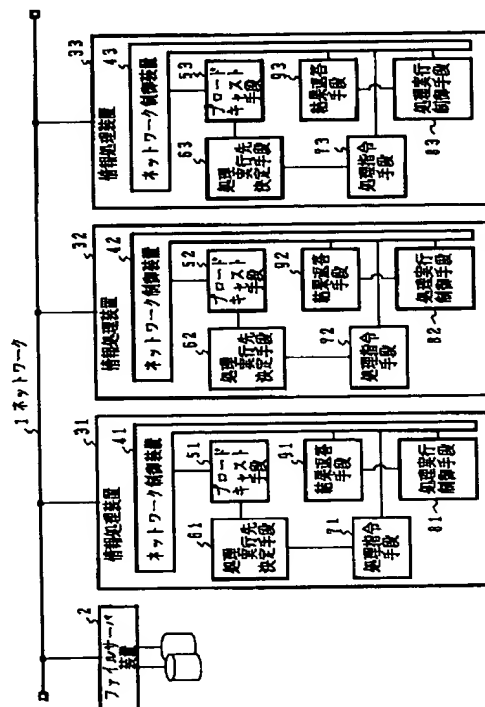 1 ネットワーク
2
ファイルサーバ
装置
31
情報処理装置
41
ネットワーク制御装置
51
ブロード
キャスト
手段
61
処理
実行先
決定手段
71
処理指令
手段
91
結果返答
手段
処理実行
制御手段
81
32
情報処理装置
42
ネットワーク制御装置
52
ブロード
キャスト
手段
62
処理
実行先
決定手段
72
処理指令
手段
92
結果返答
手段
処理実行
制御手段
82
33
情報処理装置
43
ネットワーク制御装置
53
ブロード
キャスト
手段
63
処理
実行先
決定手段
73
処理指令
手段
93
結果返答
手段
処理実行
制御手段
83